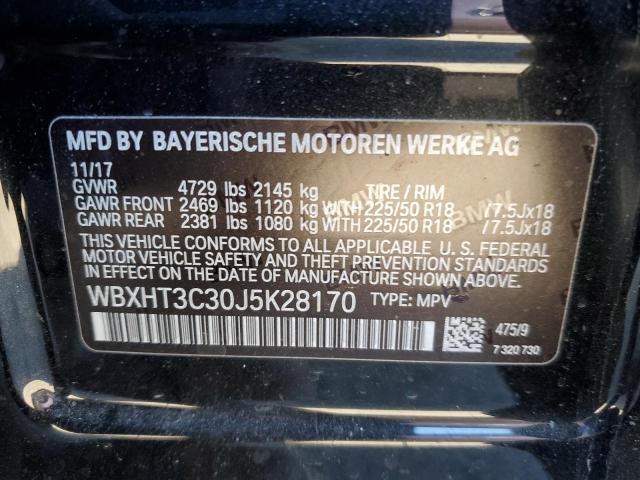 MFD BY BAYERISCHE MOTOREN WERKE AG
11/17
GVWR 4729 lbs 2145 kg TIRE / RIM
GAWR FRONT 2469 lbs 1120 kg WITH 225/50 R18 /7.5Jx18
GAWR REAR 2381 lbs 1080 kg WITH 225/50 R18 /7.5Jx18
THIS VEHICLE CONFORMS TO ALL APPLICABLE U. S. FEDERAL
MOTOR VEHICLE SAFETY, BUMPER, AND THEFT PREVENTION
STANDARDS IN EFFECT ON THE DATE OF MANUFACTURE SHOWN ABOVE.
WBXHT3C30J5K28170 TYPE: MPV
475/9
7 320 730